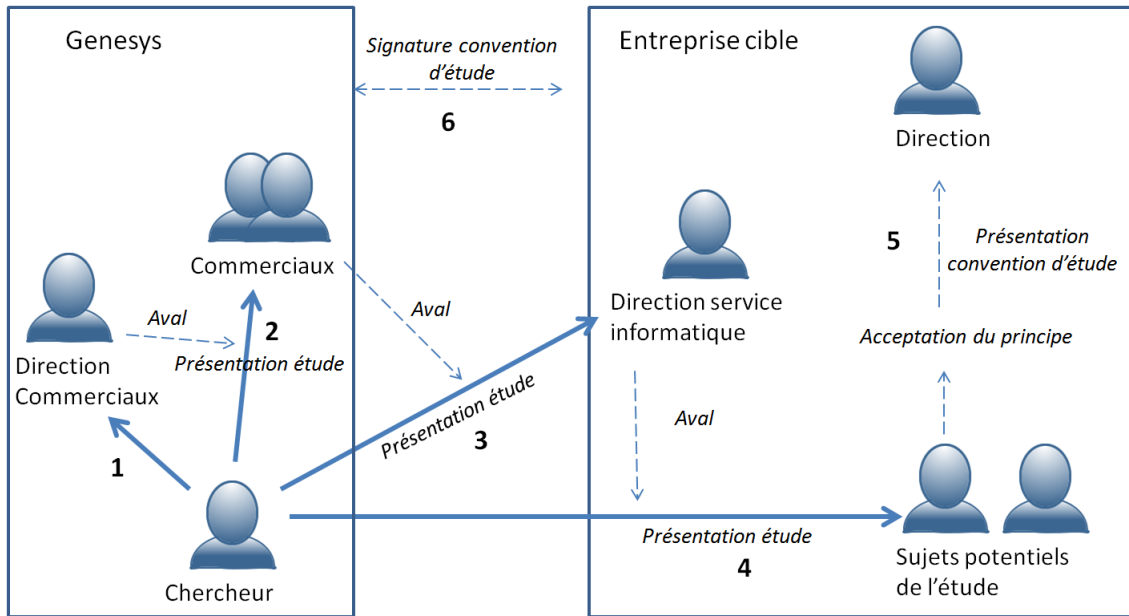 Genesys
Signature convention
d'étude
6
Entreprise cible
Direction
Commerciaux
5
Présentation
convention d'étude
Aval
2
Présentation étude
Direction
Commerciaux
Aval
Direction service
informatique
Acceptation du principe
Présentation étude
3
Aval
1
Chercheur
Présentation étude
4
Sujets potentiels
de l'étude